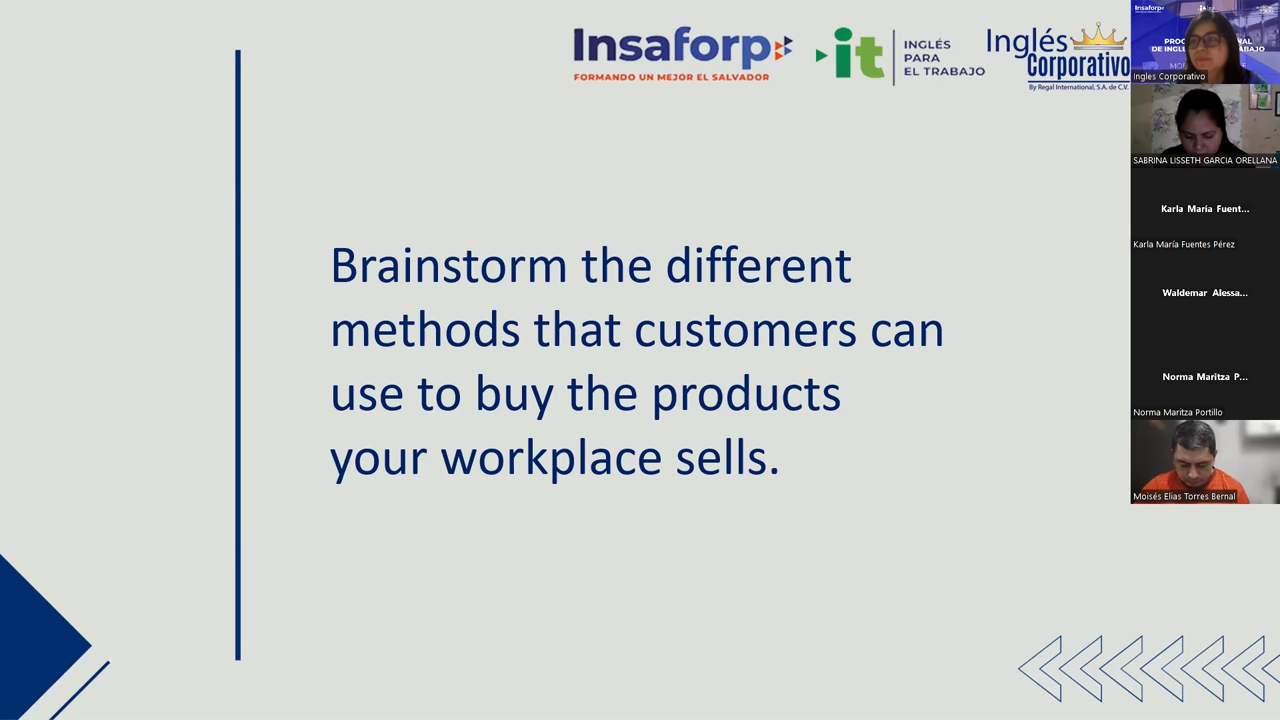 Insaforp
FORMANDO UN MEJOR EL SALVADOR
it
INGLÉS
PARA
EL TRABAJO
Inglés
Corporativo
By Regal International, S.A. de C.V.
Brainstorm the different
methods that customers can
use to buy the products
your workplace sells.
Insaforp
Ingles Corporativo
SABRINA LISSETH GARCIA ORELLANA
Karla María Fuent...
Karla María Fuentes Pérez
Waldemar Alessa...
Norma Maritza P...
Norma Maritza Portillo
Moisés Elias Torres Bernal